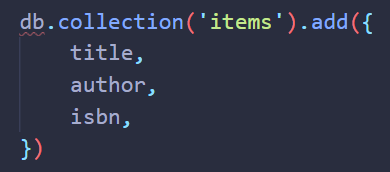 db.collection('items').add({
    title,
    author,
    isbn,
})